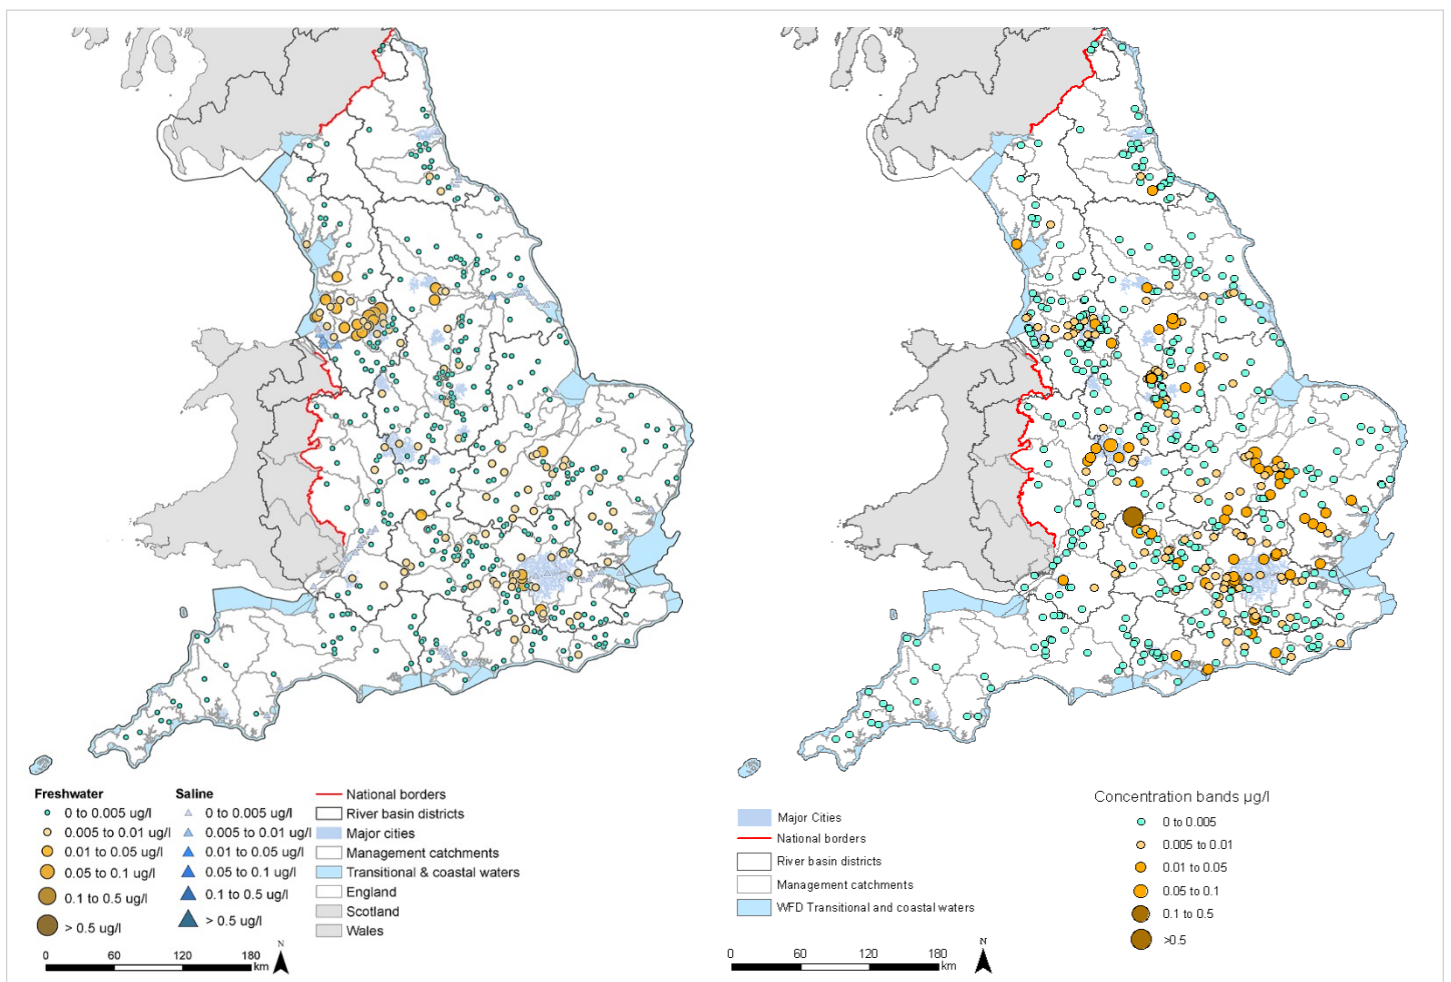 Freshwater
0 to 0.005 ug/l
0.005 to 0.01 ug/l
0.01 to 0.05 ug/l
0.05 to 0.1 ug/l
0.1 to 0.5 ug/l
> 0.5 ug/l
Saline
0 to 0.005 ug/l
0.005 to 0.01 ug/l
0.01 to 0.05 ug/l
0.05 to 0.1 ug/l
0.1 to 0.5 ug/l
> 0.5 ug/l
National borders
River basin districts
Major cities
Management catchments
Transitional & coastal waters
England
Scotland
Wales
0 60 120 180
km
N
Major Cities
National borders
River basin districts
Management catchments
WFD Transitional and coastal waters
0 60 120 180
km
N
Concentration bands µg/l
0 to 0.005
0.005 to 0.01
0.01 to 0.05
0.05 to 0.1
0.1 to 0.5
>0.5